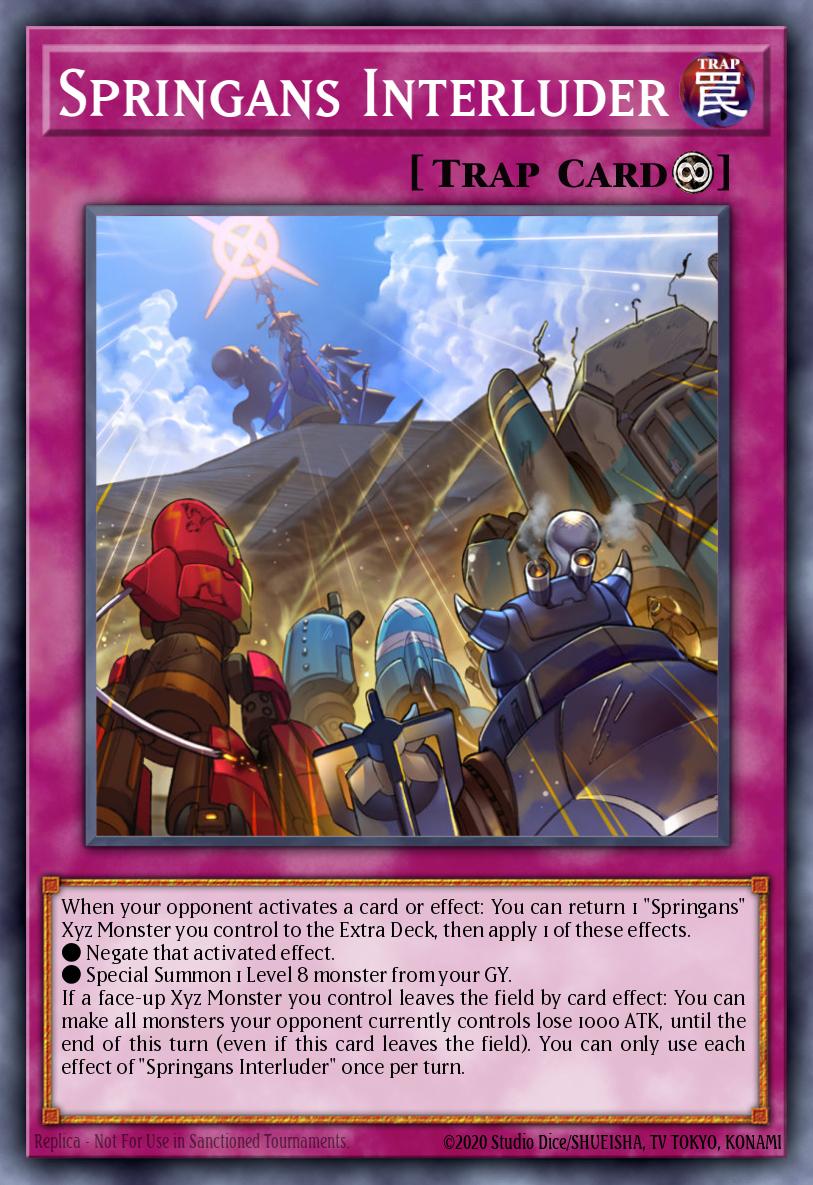 Springans Interluder
TRAP
罠
[Trap Card]
When your opponent activates a card or effect: You can return 1 "Springans"
Xyz Monster you control to the Extra Deck, then apply 1 of these effects.
● Negate that activated effect.
● Special Summon 1 Level 8 monster from your GY.
If a face-up Xyz Monster you control leaves the field by card effect: You can
make all monsters your opponent currently controls lose 1000 ATK, until the
end of this turn (even if this card leaves the field). You can only use each
effect of "Springans Interluder" once per turn.
Replica - Not For Use in Sanctioned Tournaments.
©2020 Studio Dice/SHUEISHA, TV TOKYO, KONAMI